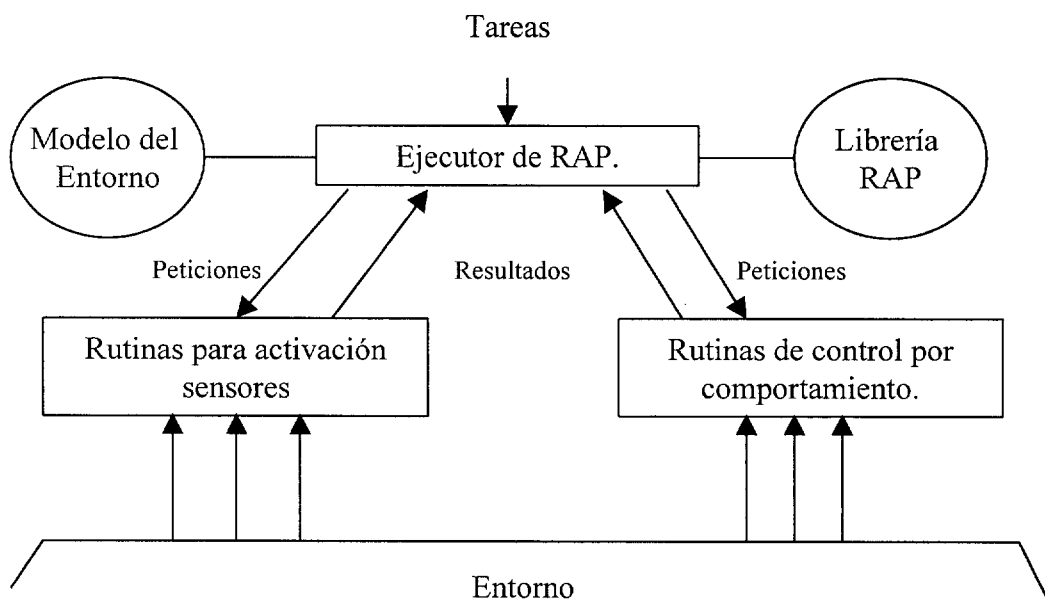 Tareas
Modelo del
Entorno
Ejecutor de RAP.
Librería
RAP
Peticiones
Resultados
Peticiones
Rutinas para activación
sensores
Rutinas de control por
comportamiento.
Entorno